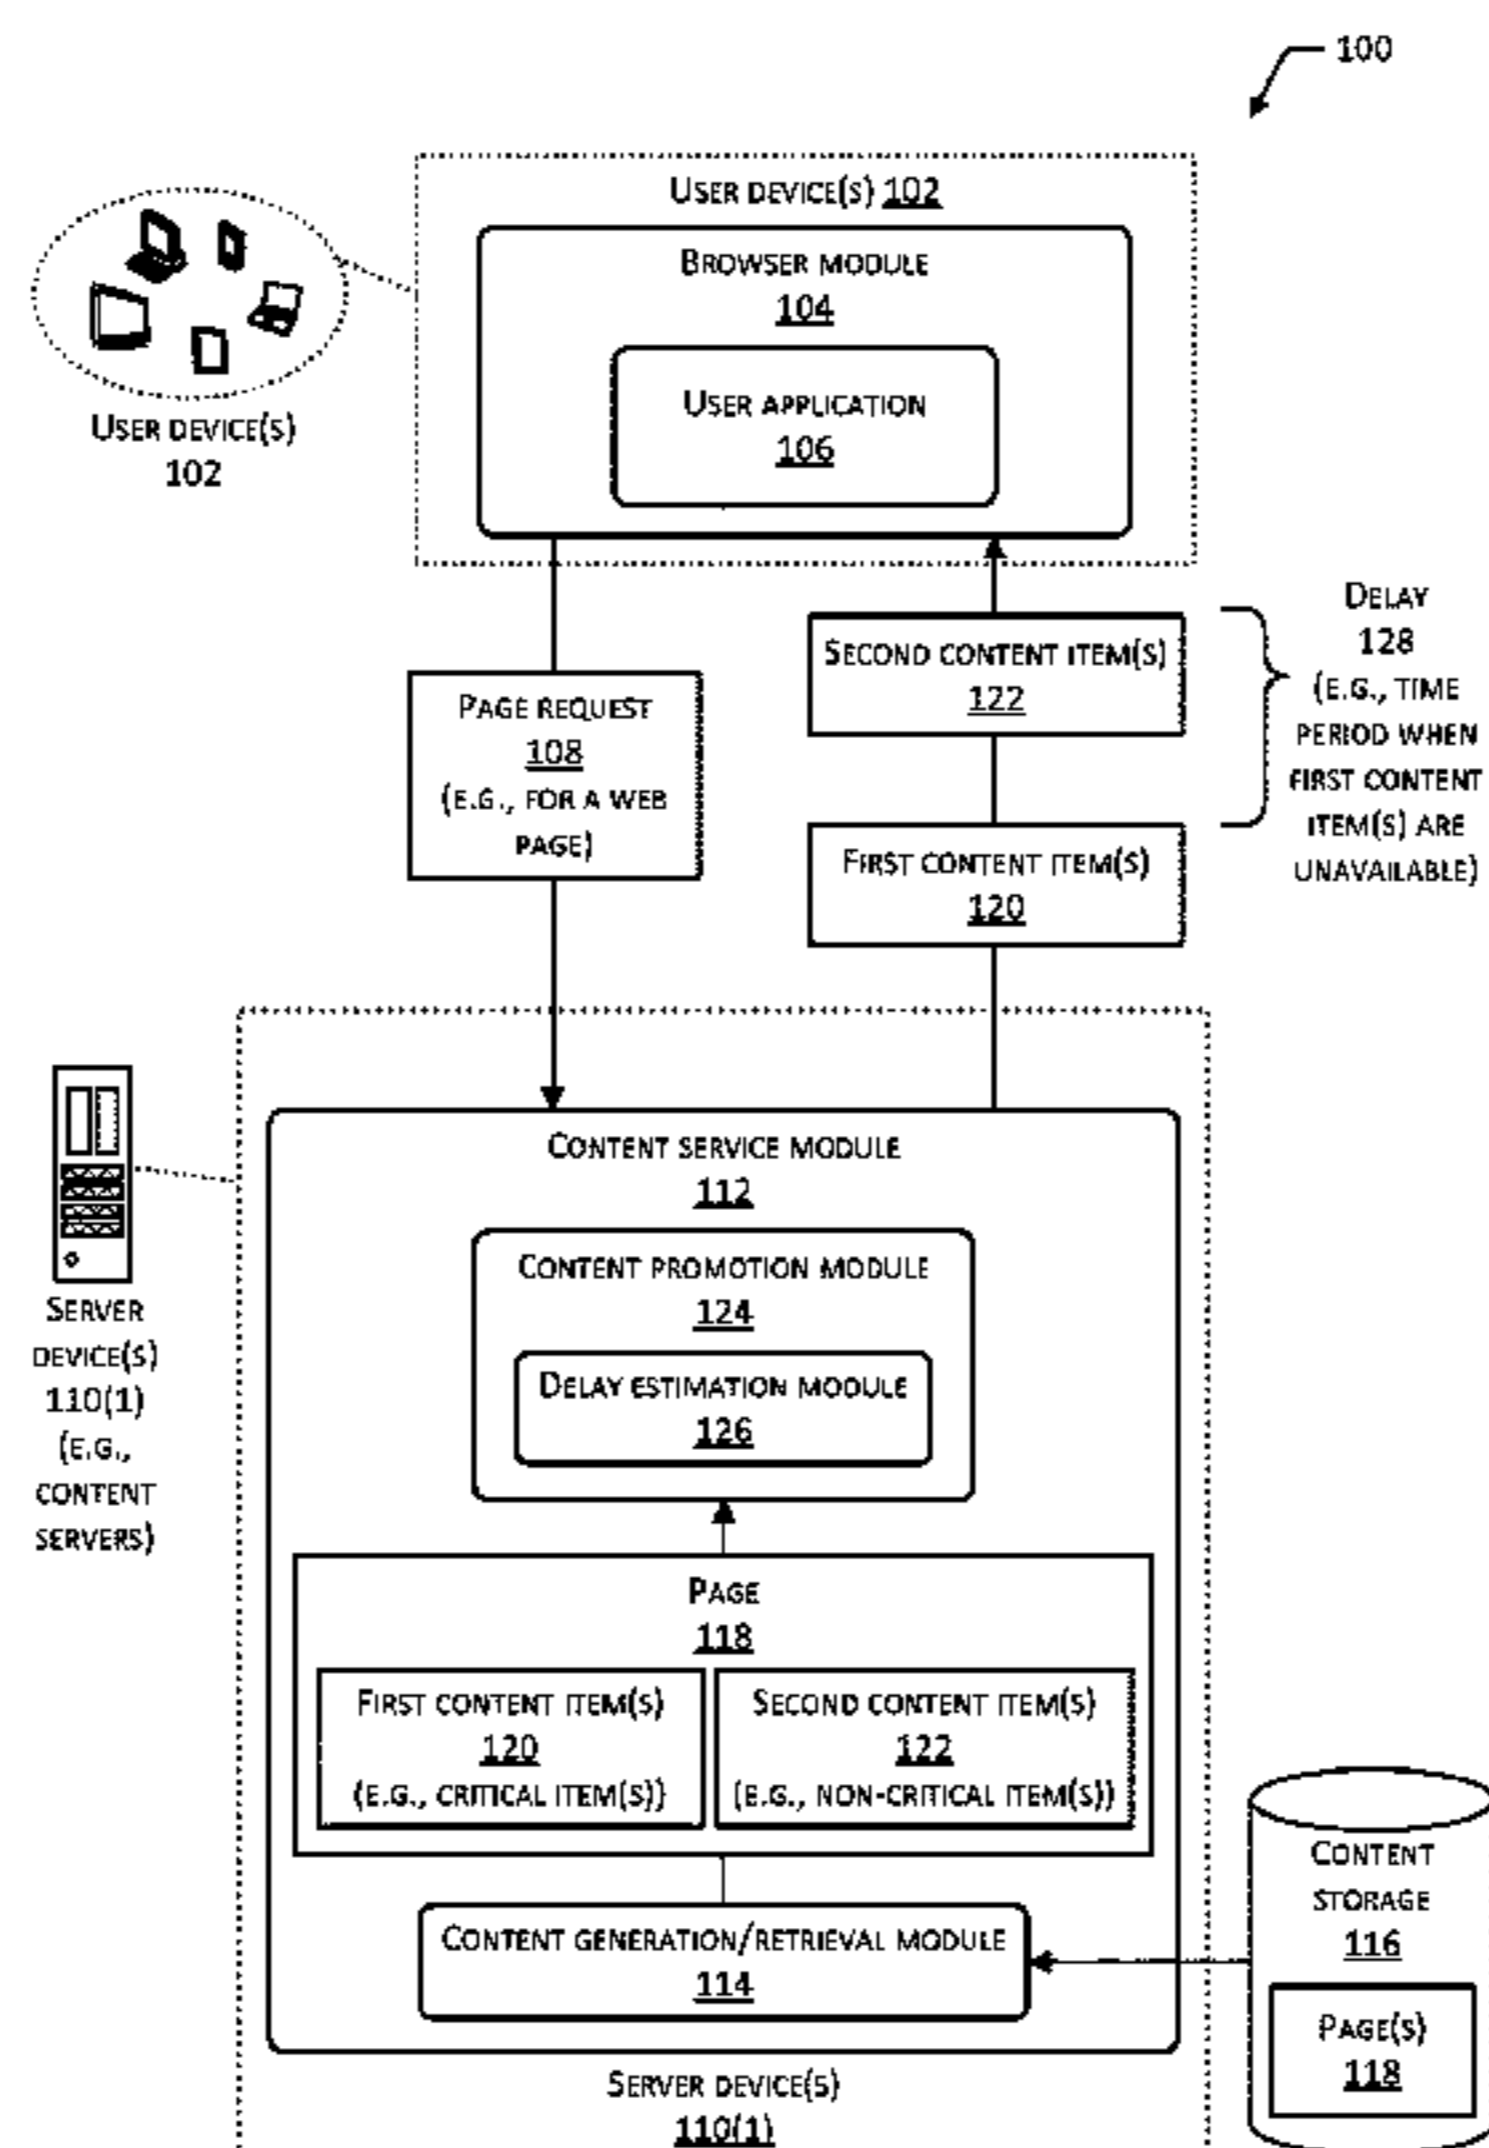 100
USER DEVICE(S) 102
BROWSER MODULE
104
USER APPLICATION
106
USER DEVICE(S)
102
PAGE REQUEST
108
(E.G., FOR A WEB
PAGE)
SECOND CONTENT ITEM(S)
122
FIRST CONTENT ITEM(S)
120
DELAY
128
(E.G., TIME
PERIOD WHEN
FIRST CONTENT
ITEM(S) ARE
UNAVAILABLE)
SERVER
DEVICE(S)
110(1)
(E.G.,
CONTENT
SERVERS)
CONTENT SERVICE MODULE
112
CONTENT PROMOTION MODULE
124
DELAY ESTIMATION MODULE
126
PAGE
118
FIRST CONTENT ITEM(S)
120
(E.G., CRITICAL ITEM(S))
SECOND CONTENT ITEM(S)
122
(E.G., NON-CRITICAL ITEM(S))
CONTENT GENERATION/RETRIEVAL MODULE
114
SERVER DEVICE(S)
110(1)
CONTENT
STORAGE
116
PAGE(S)
118